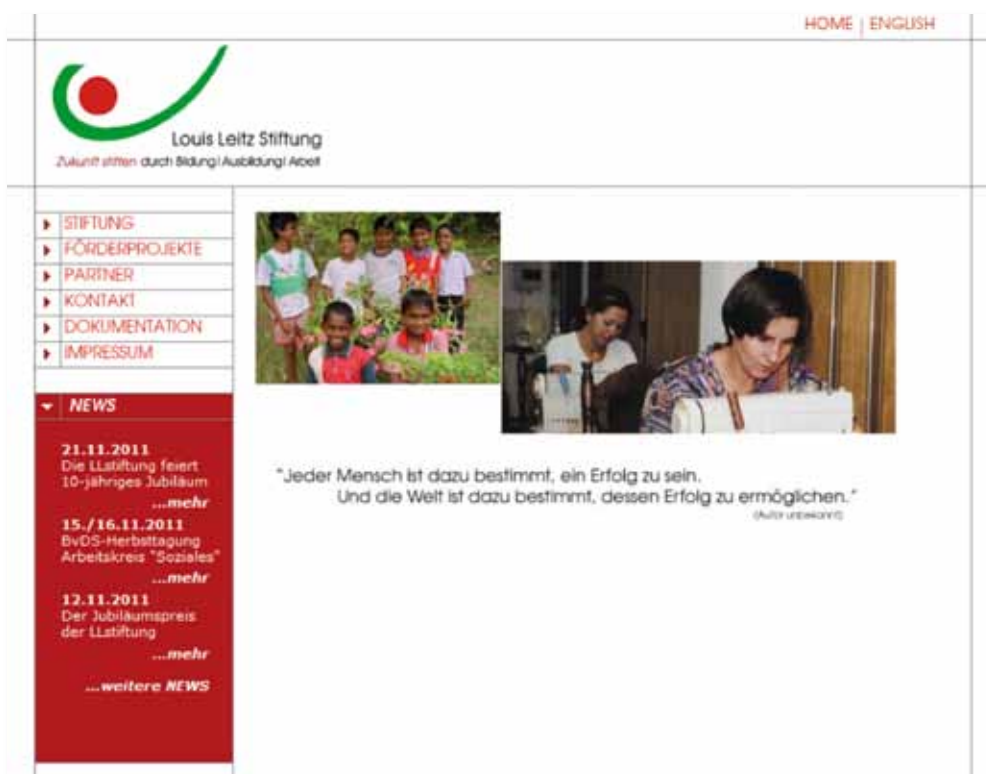 HOME | ENGLISH
Louis Leitz Stiftung
Zukunft stiften durch Bildung! Ausbildung! Arbeit
STIFTUNG
FÖRDERPROJEKTE
PARTNER
KONTAKT
DOKUMENTATION
IMPRESSUM
NEWS
21.11.2011
Die LLstiftung feiert
10-jähriges Jubiläum
...mehr
15./16.11.2011
BvDS-Herbsttagung
Arbeitskreis "Soziales"
...mehr
12.11.2011
Der Jubiläumspreis
der LLstiftung
...mehr
...weitere NEWS
"Jeder Mensch ist dazu bestimmt, ein Erfolg zu sein.
Und die Welt ist dazu bestimmt, dessen Erfolg zu ermöglichen."
(Autor unbekannt)